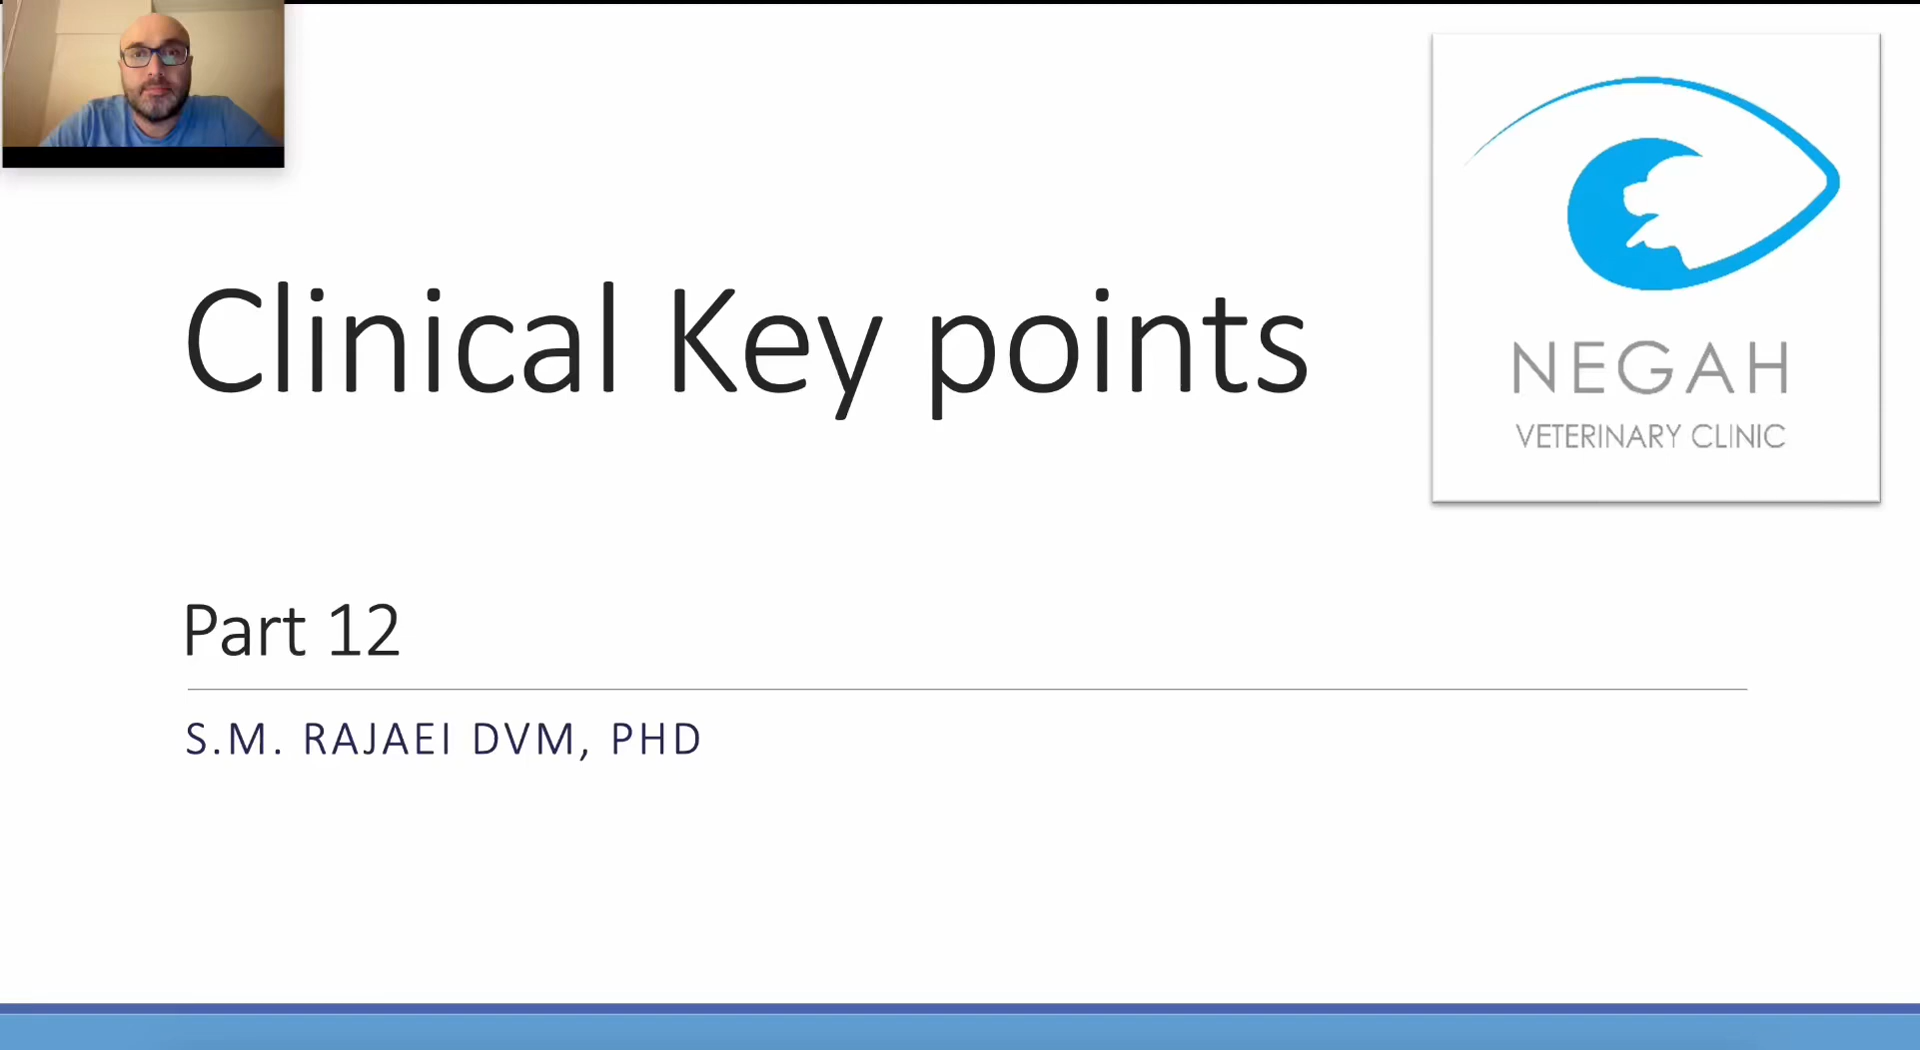 Clinical Key points
NEGAH
VETERINARY CLINIC
Part 12
S.M. RAJAEI DVM, PHD